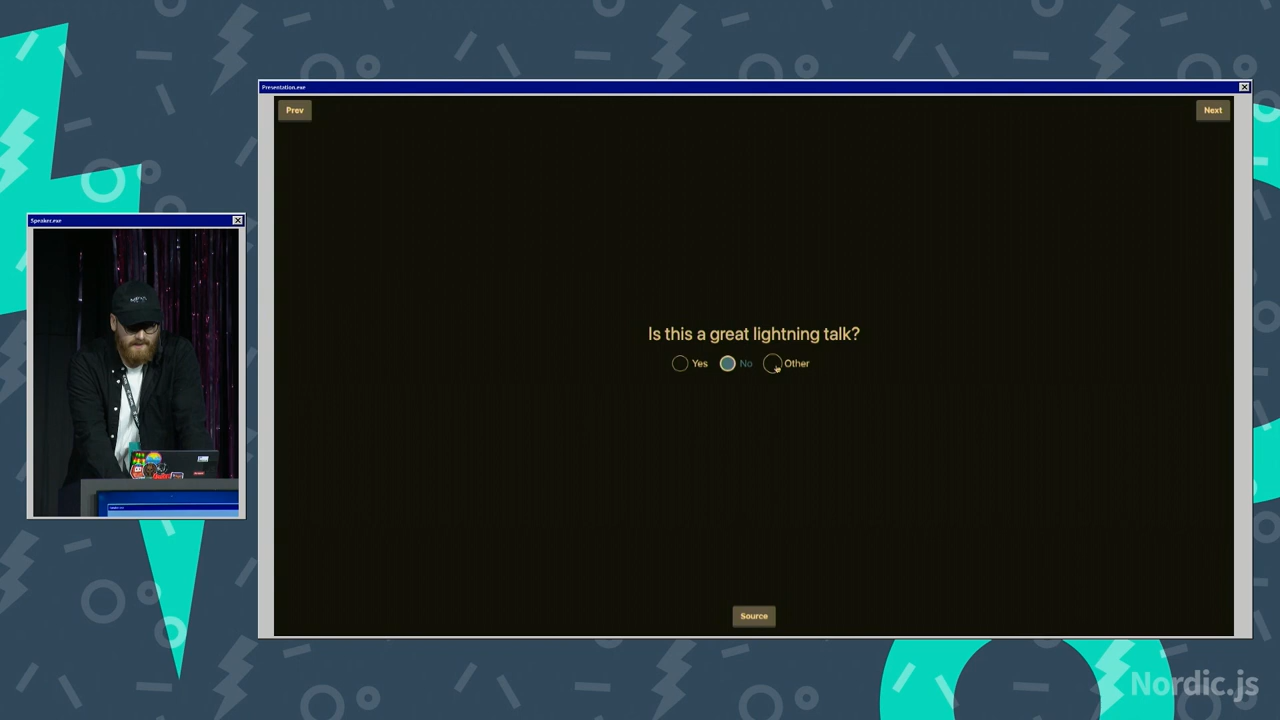 Presentation.exe
Prev
Next
Speaker.exe
Is this a great lightning talk?
Yes
No
Other
Source
Nordic.js